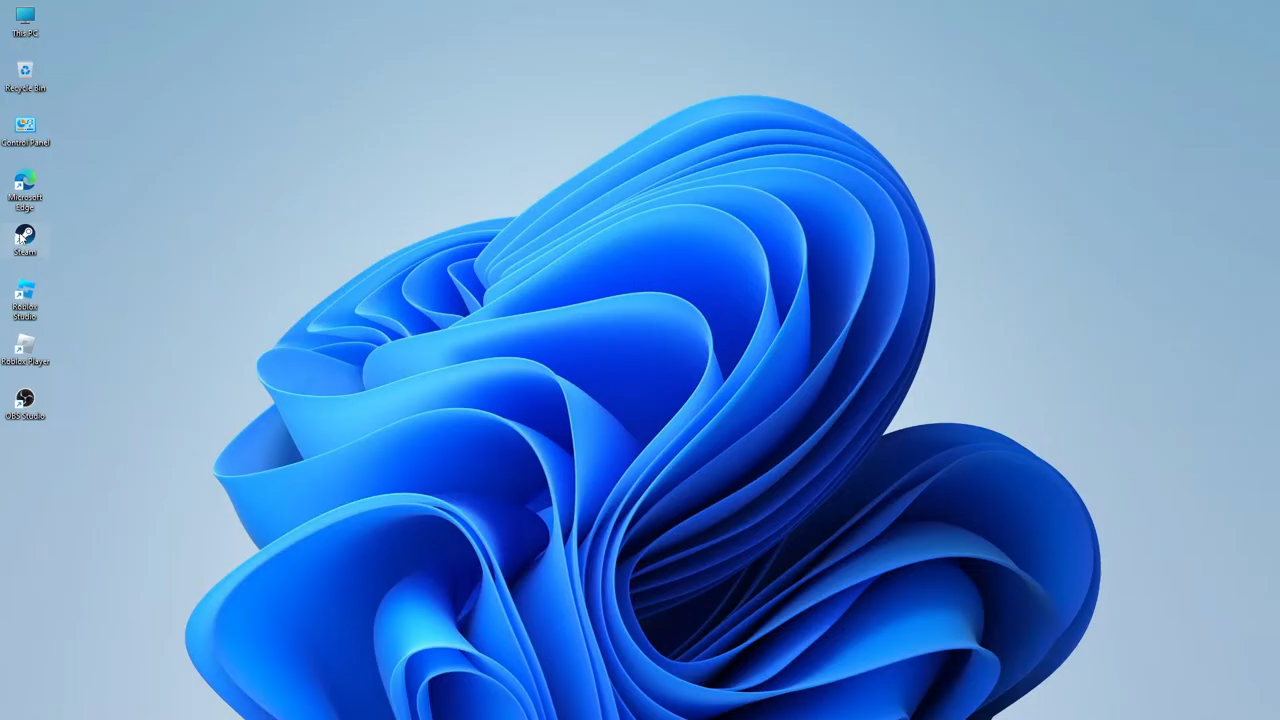 This PC
Recycle Bin
Control Panel
Microsoft
Edge
Steam
Roblox
Studio
Roblox Player
OBS Studio